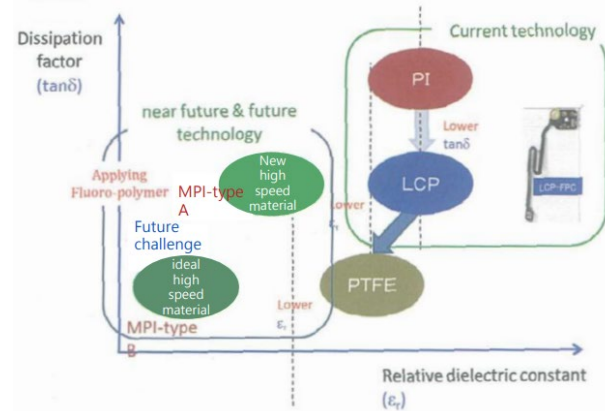 Dissipation
factor
(tanδ)
Current technology
PI
Lower
tanδ
LCP
LCP-FPC
near future & future
technology
Applying
Fluoro-polymer
MPI-type
A
New
high
speed
material
Lower
εr
Future
challenge
ideal
high
speed
material
Lower
εr
PTFE
MPI-type
B
Relative dielectric constant
(εr)